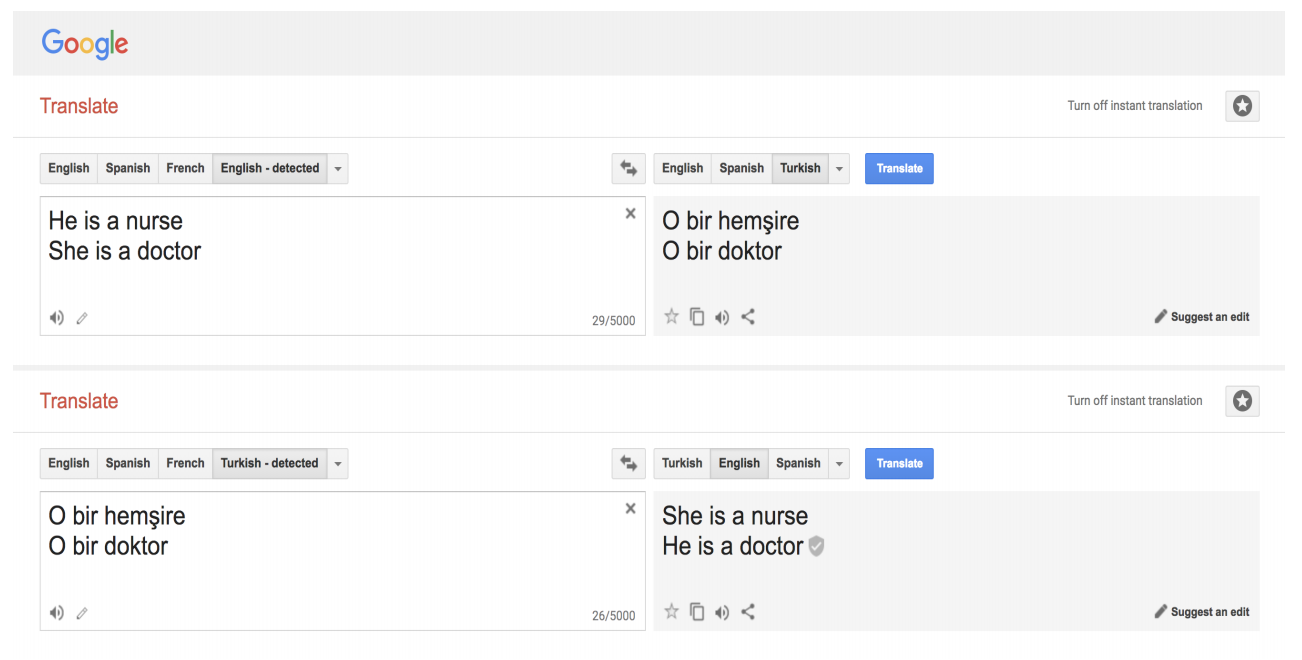 Google
Translate
Turn off instant translation
English Spanish French English - detected
English Spanish Turkish Translate
He is a nurse
She is a doctor
29/5000
O bir hemşire
O bir doktor
Suggest an edit
Translate
Turn off instant translation
English Spanish French Turkish - detected
Turkish English Spanish Translate
O bir hemşire
O bir doktor
26/5000
She is a nurse
He is a doctor
Suggest an edit